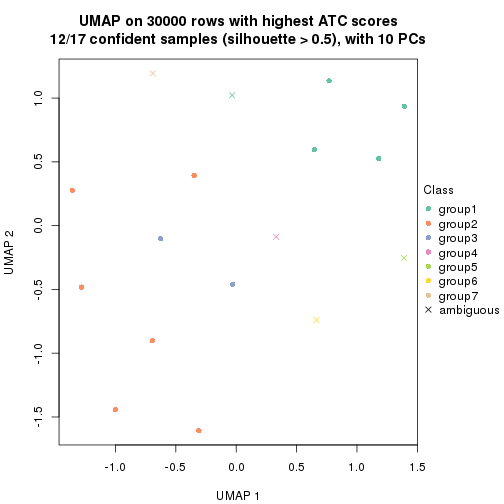 UMAP on 30000 rows with highest ATC scores
12/17 confident samples (silhouette > 0.5), with 10 PCs
1.0
0.5
0.0
-0.5
-1.0
-1.5
UMAP 2
-1.0
-0.5
0.0
0.5
1.0
1.5
UMAP 1
Class
group1
group2
group3
group4
group5
group6
group7
ambiguous